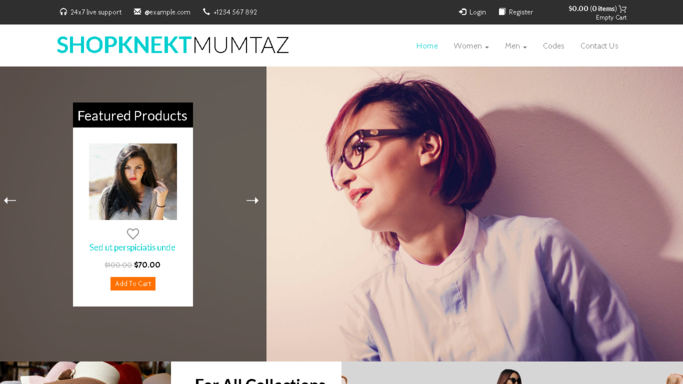 24x7 live support @example.com +1234 567 892 Login Register $0.00 (0 items)
Empty Cart
SHOPKNEKTMUMTAZ Home Women Men Codes Contact Us
Featured Products
Sed ut perspiciatis unde
$100.00 $70.00
Add To Cart
For All Collections